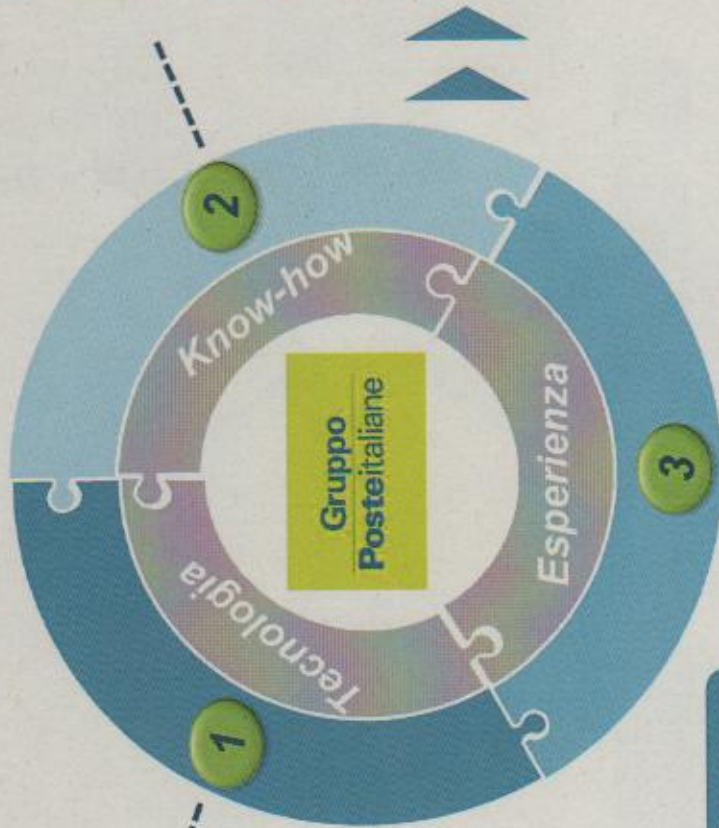 1
Tecnologia
2
Know-how
3
Esperienza
Gruppo
Posteitaliane